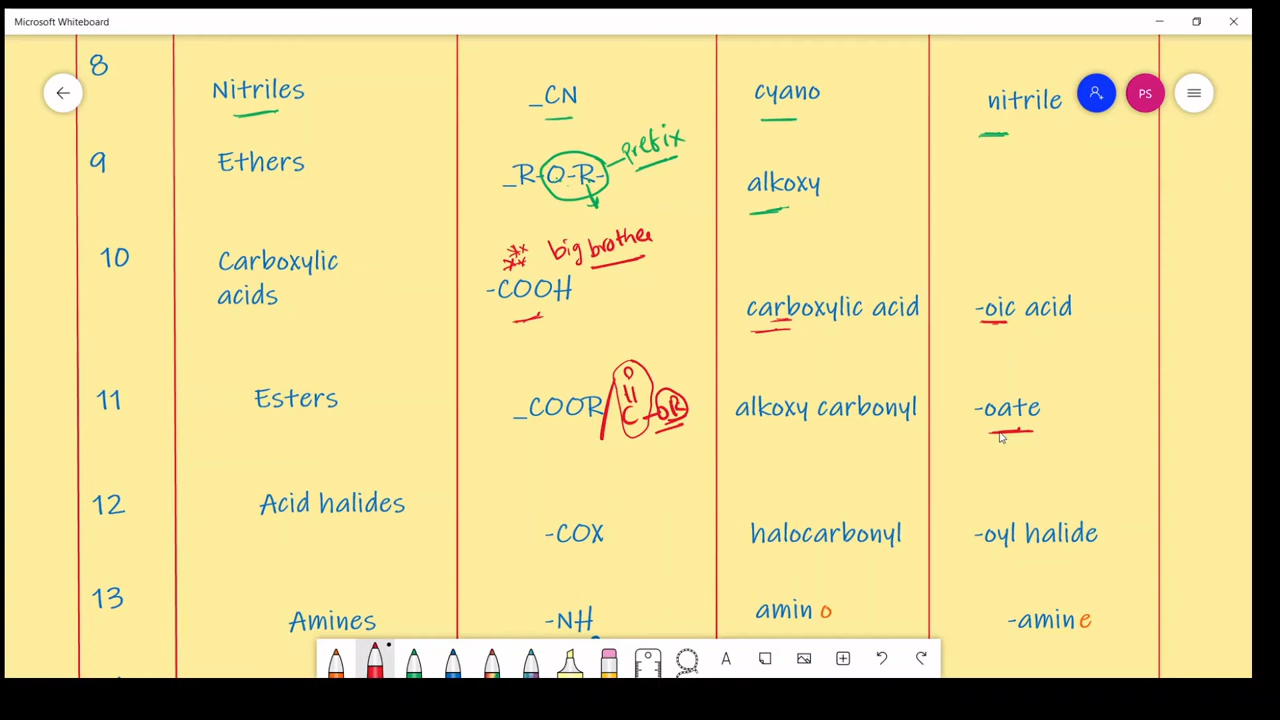 Microsoft Whiteboard
8
Nitriles
_CN
cyano
nitrile
PS
9
Ethers
_R-O-R-
prefix
alkoxy
10
Carboxylic
acids
big brother
-COOH
carboxylic acid
-oic acid
11
Esters
_COOR
O
C-OR
alkoxy carbonyl
-oate
12
Acid halides
-COX
halocarbonyl
-oyl halide
13
Amines
-NH
amino
-amine
A